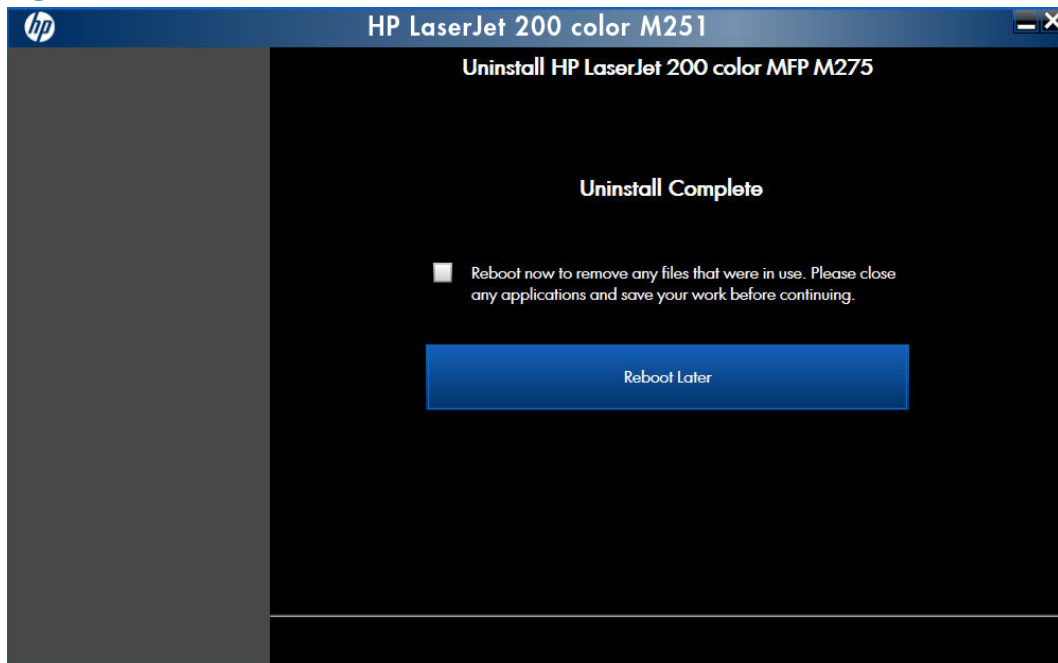 hp
HP LaserJet 200 color M251
Uninstall HP LaserJet 200 color MFP M275
Uninstall Complete
Reboot now to remove any files that were in use. Please close
any applications and save your work before continuing.
Reboot Later